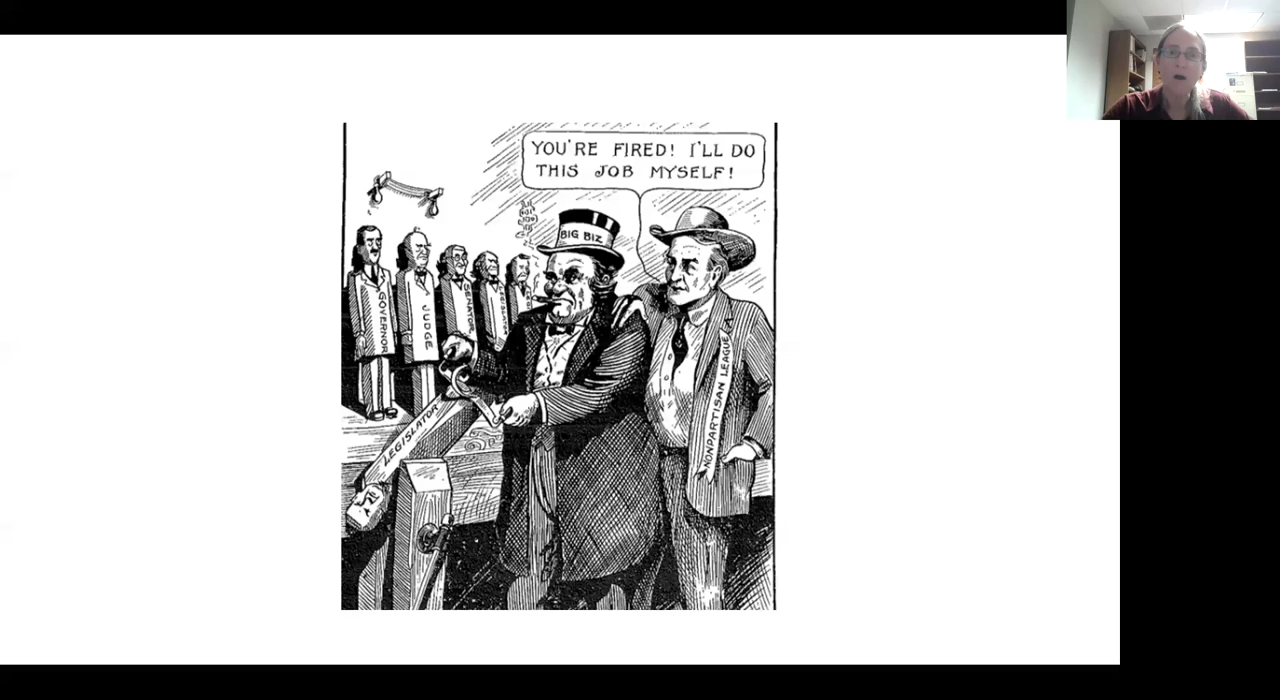 YOU'RE FIRED! I'LL DO
THIS JOB MYSELF!
BIG BIZ
GOVERNOR
JUDGE
SENATOR
LEGISLATOR
NONPARTISAN LEAGUE